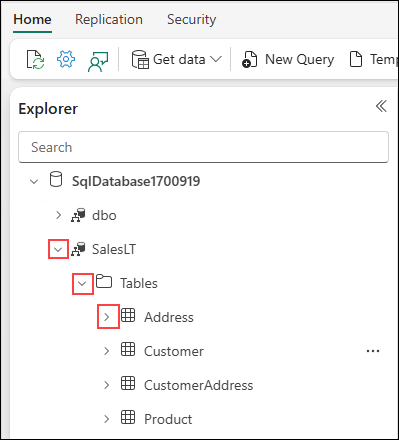 Home Replication Security
Get data New Query Temp
Explorer
Search
SqlDatabase1700919
dbo
SalesLT
Tables
Address
Customer ...
CustomerAddress
Product